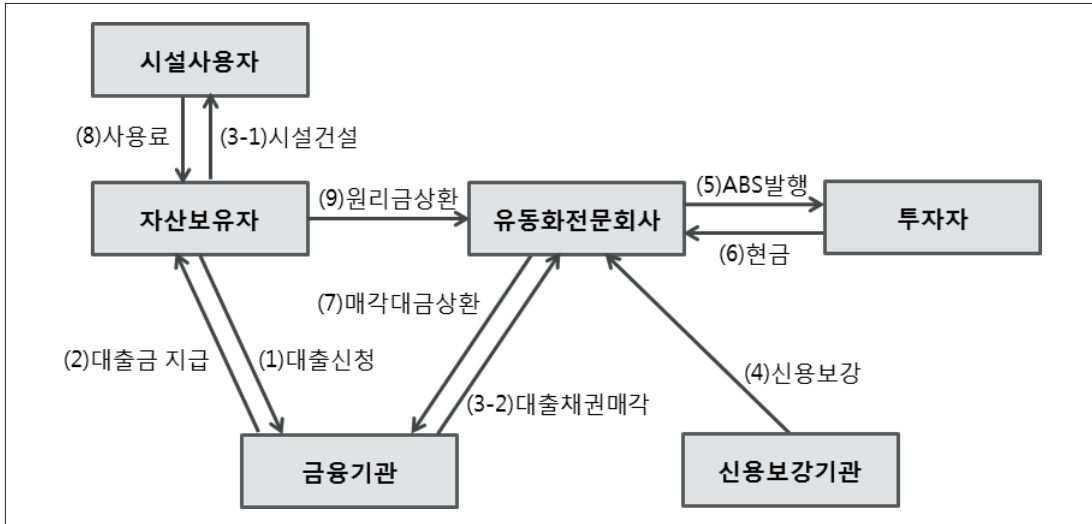 시설사용자
(8)사용료
(3-1)시설건설
자산보유자
(9)원리금상환
유동화전문회사
(5)ABS발행
투자자
(6)현금
(7)매각대금상환
(2)대출금 지급
(1)대출신청
(3-2)대출채권매각
(4)신용보강
금융기관
신용보강기관